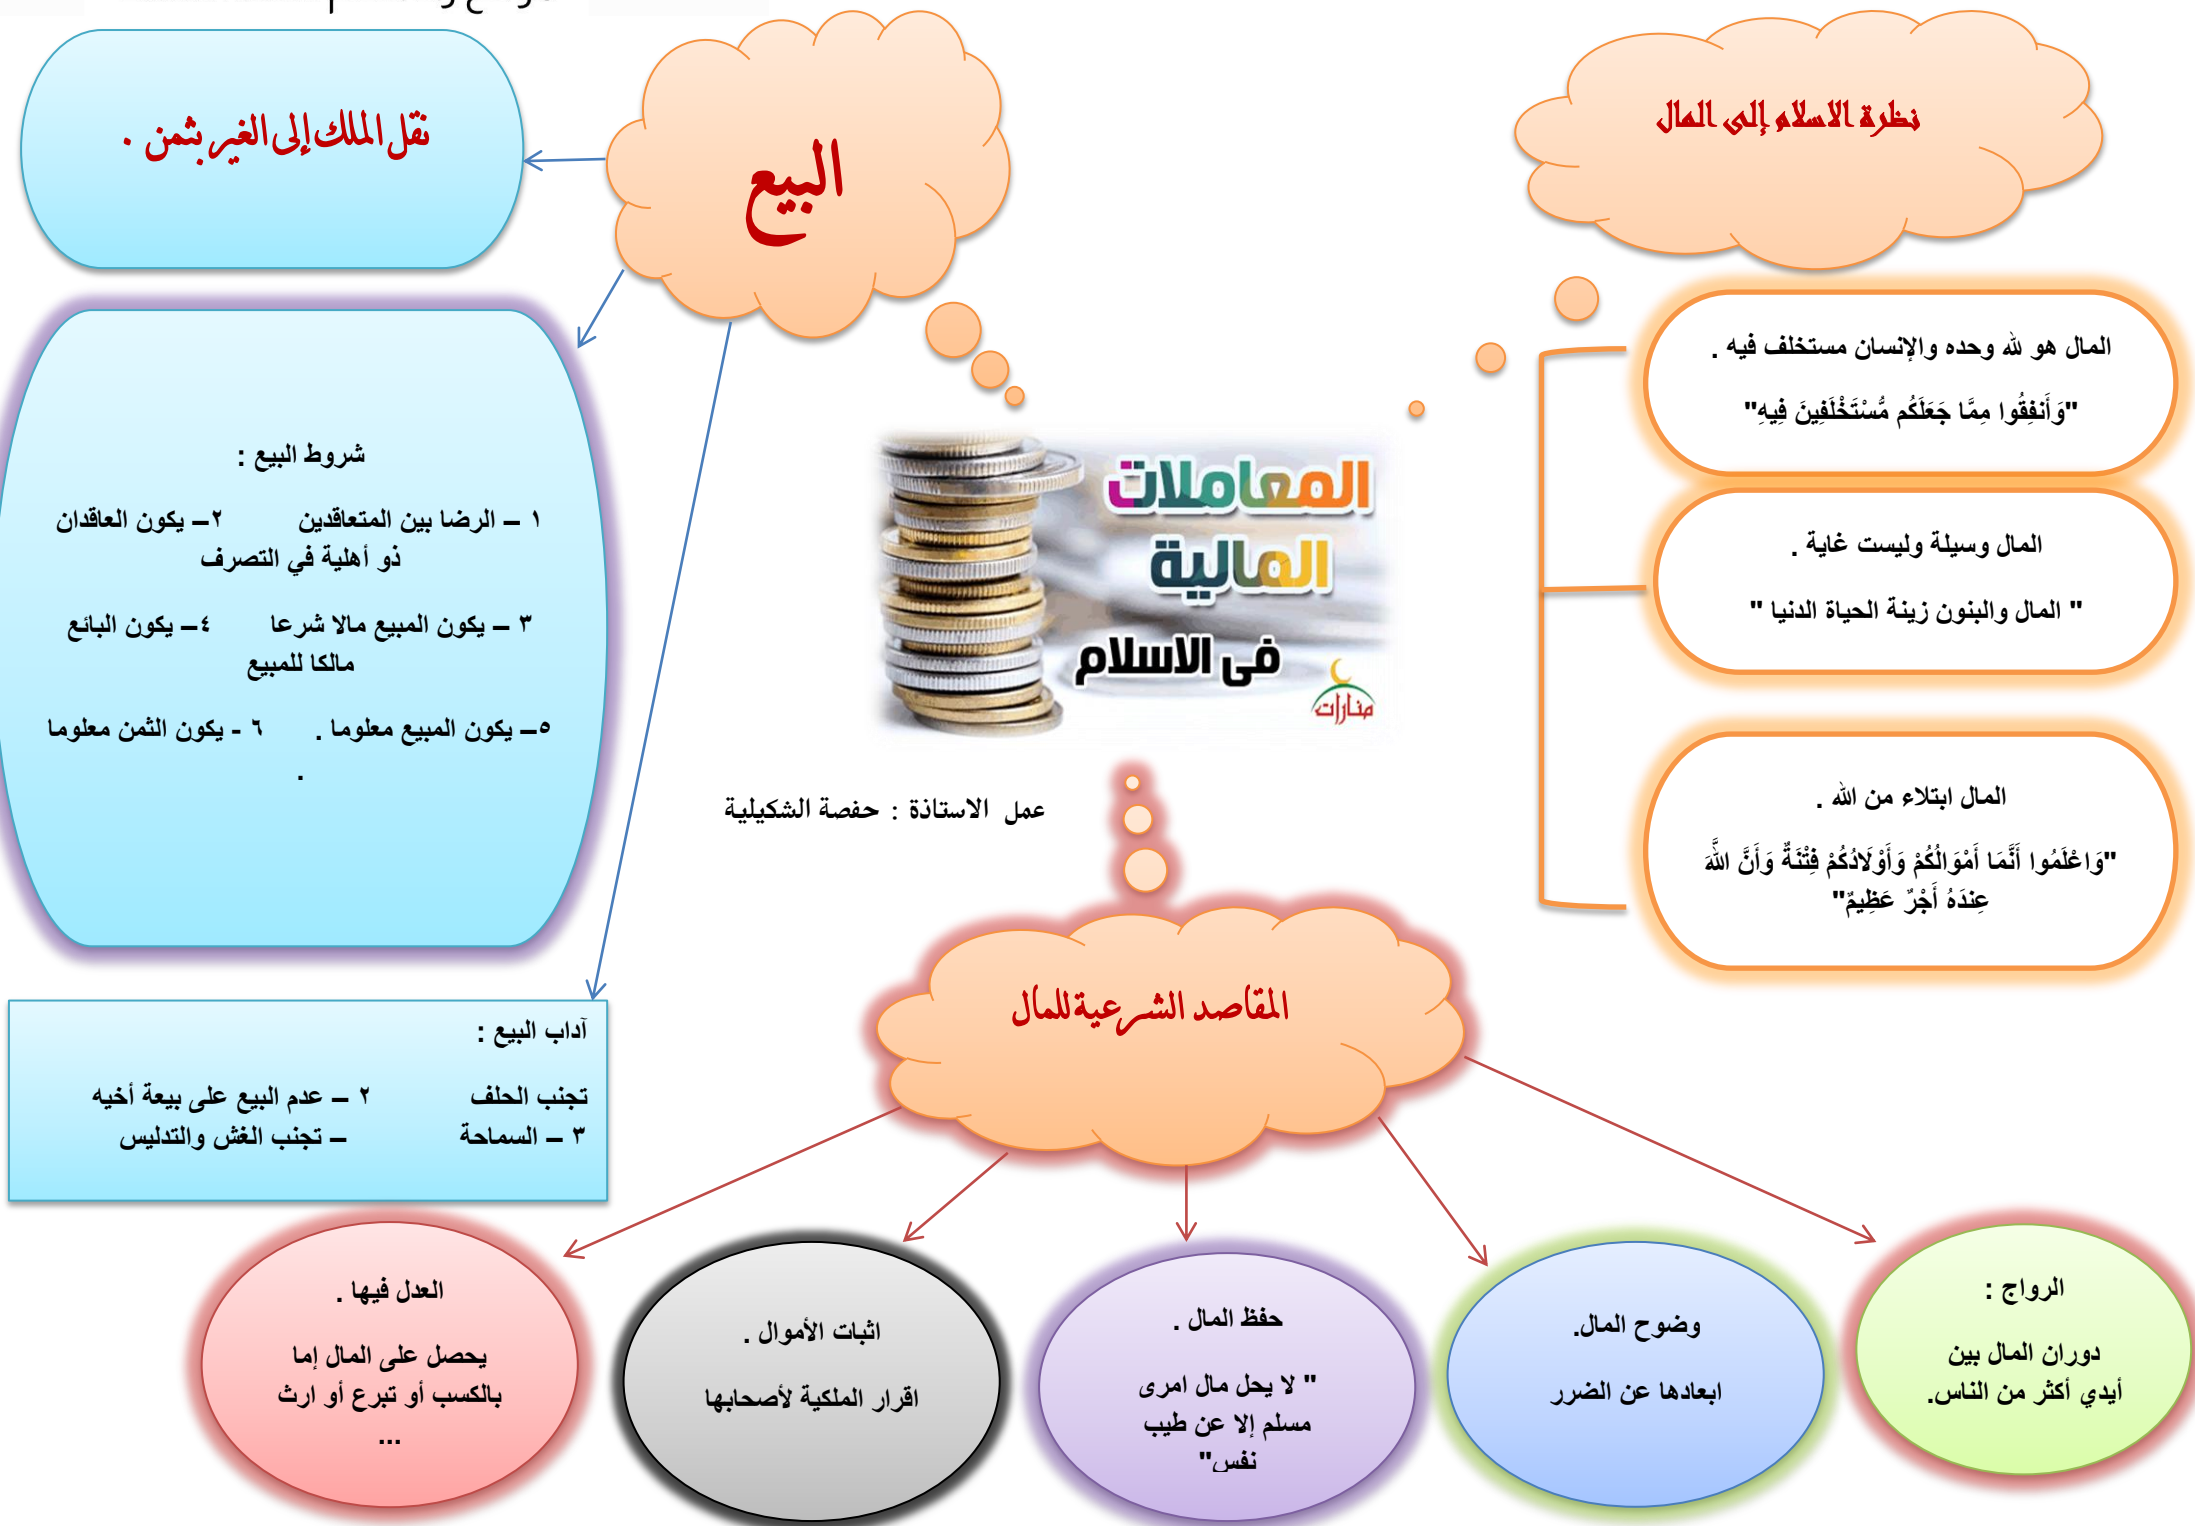 نظرة الاسلام إلى المال
المال هو لله وحده والإنسان مستخلف فيه .
"وَأَنفِقُوا مِمَّا جَعَلَكُم مُّسْتَخْلَفِينَ فِيهِ"
المال وسيلة وليست غاية .
" المال والبنون زينة الحياة الدنيا "
المال ابتلاء من الله .
"وَاعْلَمُوا أَنَّمَا أَمْوَالُكُمْ وَأَوْلَادُكُمْ فِتْنَةٌ وَأَنَّ اللَّهَ
عِندَهُ أَجْرٌ عَظِيمٌ"
البيع
نقل الملك إلى الغير بثمن .
شروط البيع :
١ – الرضا بين المتعاقدين ٢– يكون العاقدان
ذو أهلية في التصرف
٣ – يكون المبيع مالا شرعا ٤– يكون البائع
مالكا للمبيع
٥– يكون المبيع معلوما . ٦ - يكون الثمن معلوما
.
آداب البيع :
تجنب الحلف ٢ – عدم البيع على بيعة أخيه
٣ – السماحة – تجنب الغش والتدليس
المعاملات
المالية
فى الاسلام
منارات
عمل الاستاذة : حفصة الشكيلية
المقاصد الشرعية للمال
الرواج :
دوران المال بين
أيدي أكثر من الناس.
وضوح المال.
ابعادها عن الضرر
حفظ المال .
" لا يحل مال امرى
مسلم إلا عن طيب
نفس"
اثبات الأموال .
اقرار الملكية لأصحابها
العدل فيها .
يحصل على المال إما
بالكسب أو تبرع أو ارث
...